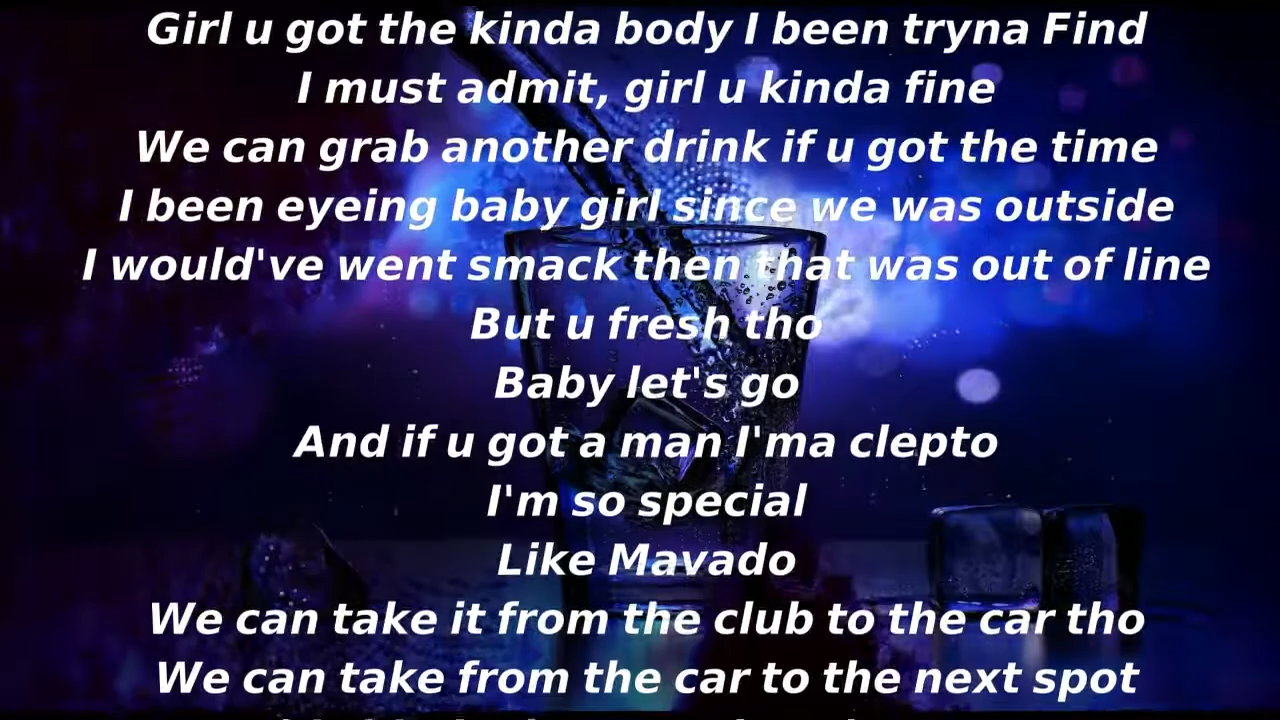 Girl u got the kinda body I been tryna Find
I must admit, girl u kinda fine
We can grab another drink if u got the time
I been eyeing baby girl since we was outside
I would've went smack then that was out of line
But u fresh tho
Baby let's go
And if u got a man I'ma clepto
I'm so special
Like Mavado
We can take it from the club to the car tho
We can take from the car to the next spot